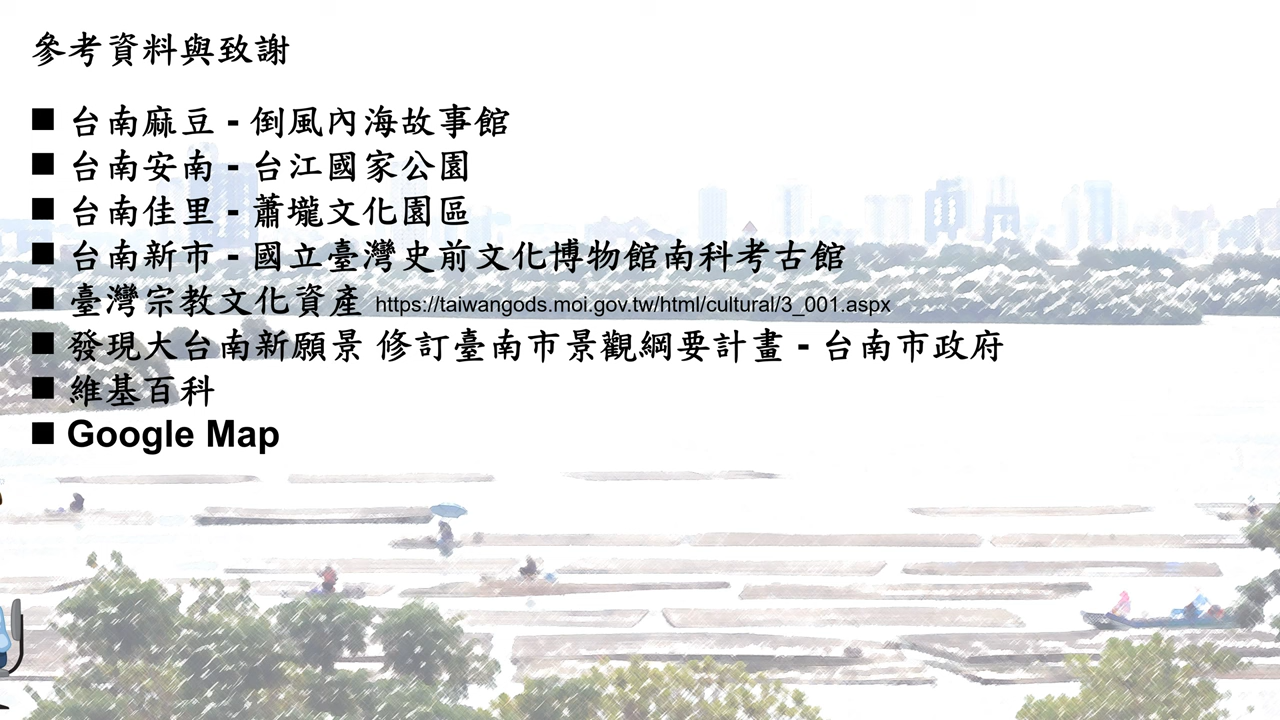 參考資料與致謝
■ 台南麻豆 - 倒風內海故事館
■ 台南安南 - 台江國家公園
■ 台南佳里 - 蕭壠文化園區
■ 台南新市 - 國立臺灣史前文化博物館南科考古館
■ 臺灣宗教文化資產 https://taiwangods.moi.gov.tw/html/cultural/3_001.aspx
■ 發現大台南新願景 修訂臺南市景觀綱要計畫 - 台南市政府
■ 維基百科
■ Google Map